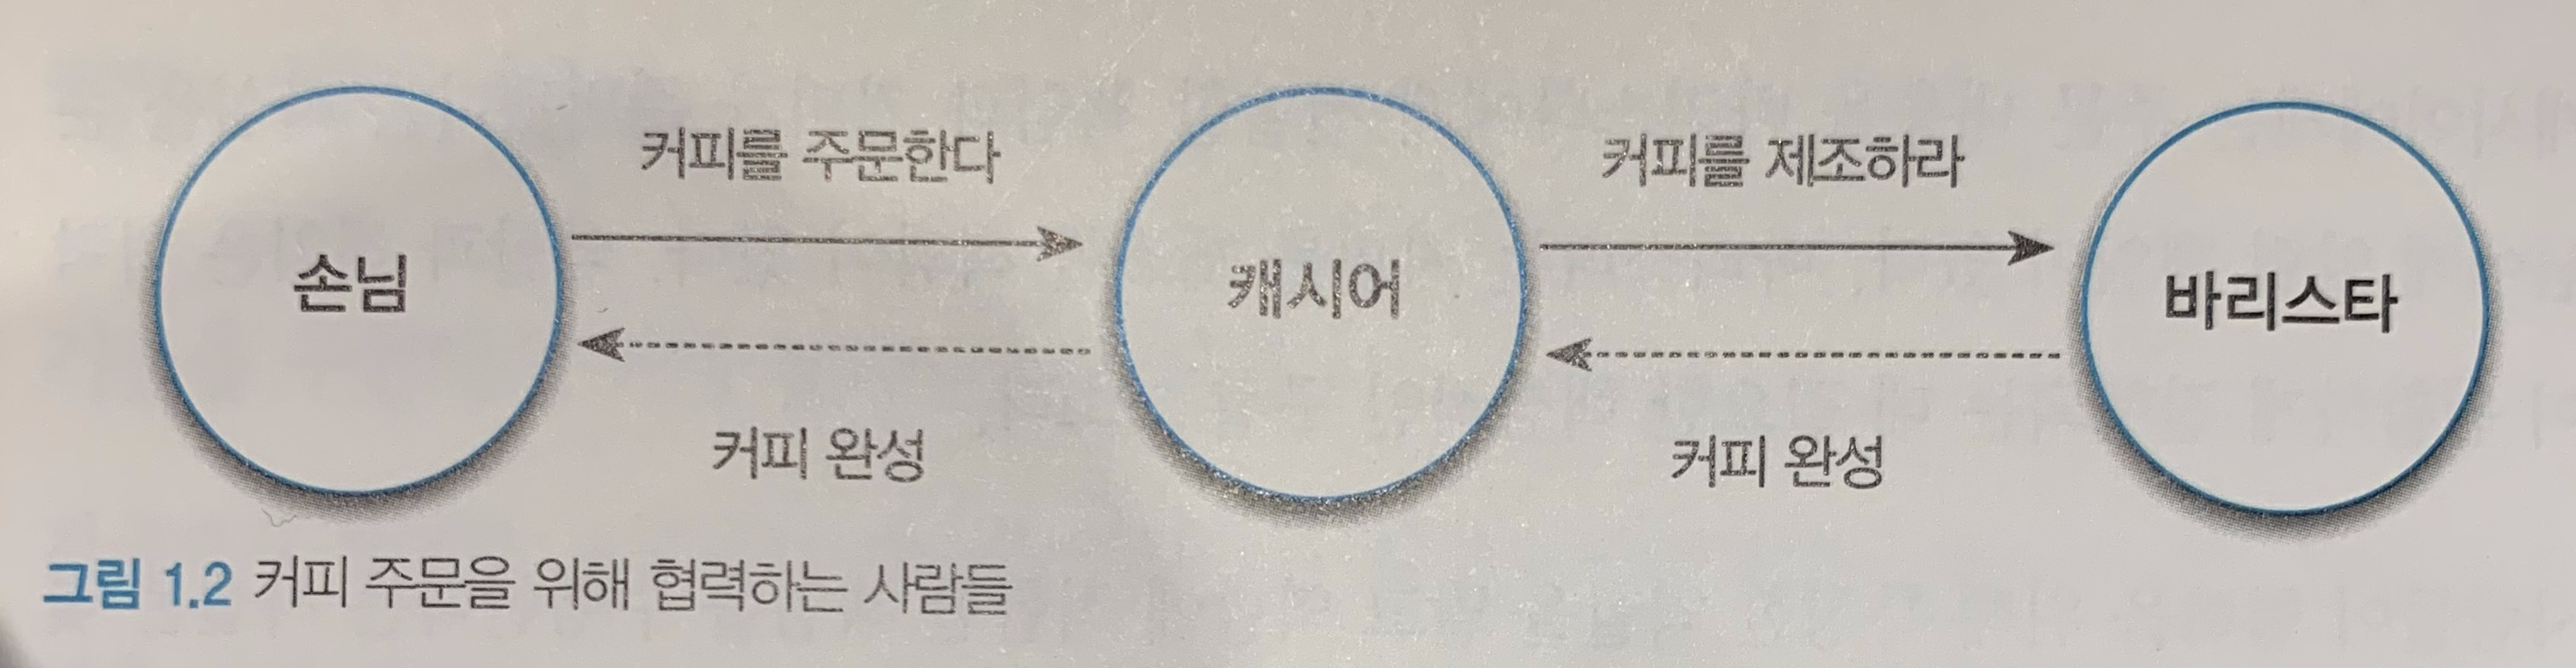 커피를 주문한다
커피를 제조하라
손님
캐시어
바리스타
커피 완성
커피 완성
그림 1.2 커피 주문을 위해 협력하는 사람들